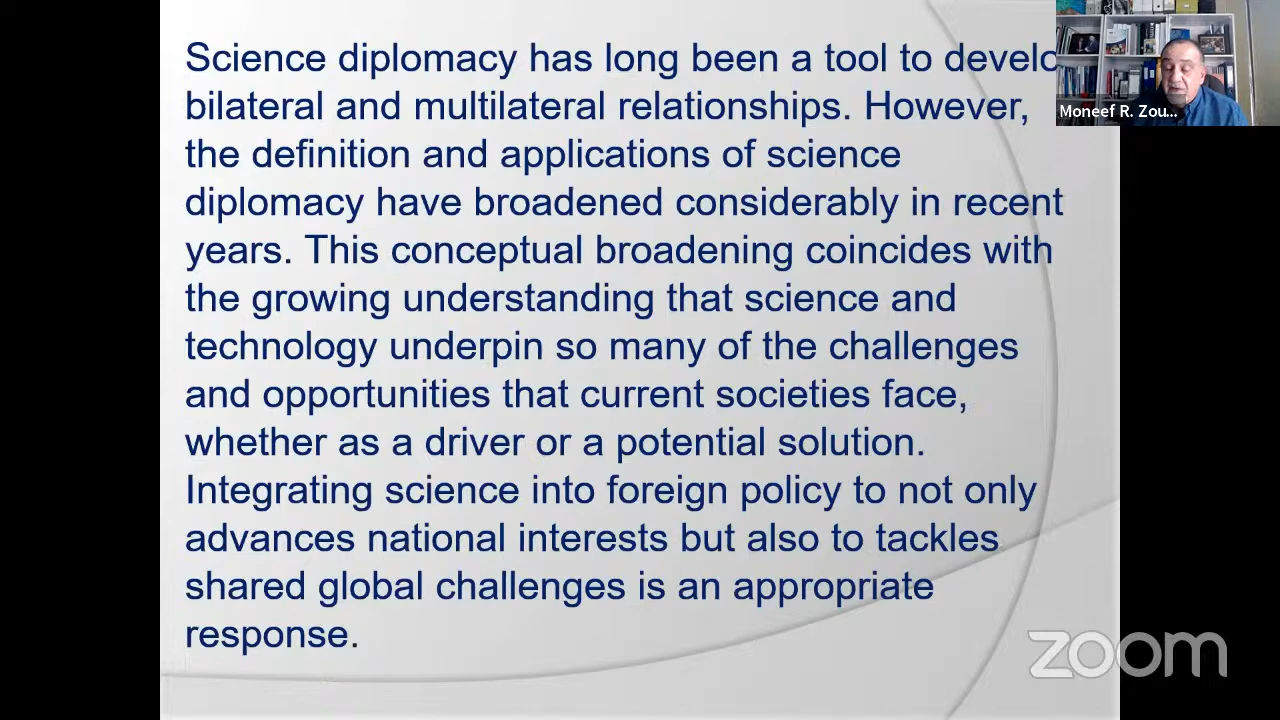 Science diplomacy has long been a tool to develo
bilateral and multilateral relationships. However,
the definition and applications of science
diplomacy have broadened considerably in recent
years. This conceptual broadening coincides with
the growing understanding that science and
technology underpin so many of the challenges
and opportunities that current societies face,
whether as a driver or a potential solution.
Integrating science into foreign policy to not only
advances national interests but also to tackles
shared global challenges is an appropriate
response.
Moneef R. Zou...
zoom